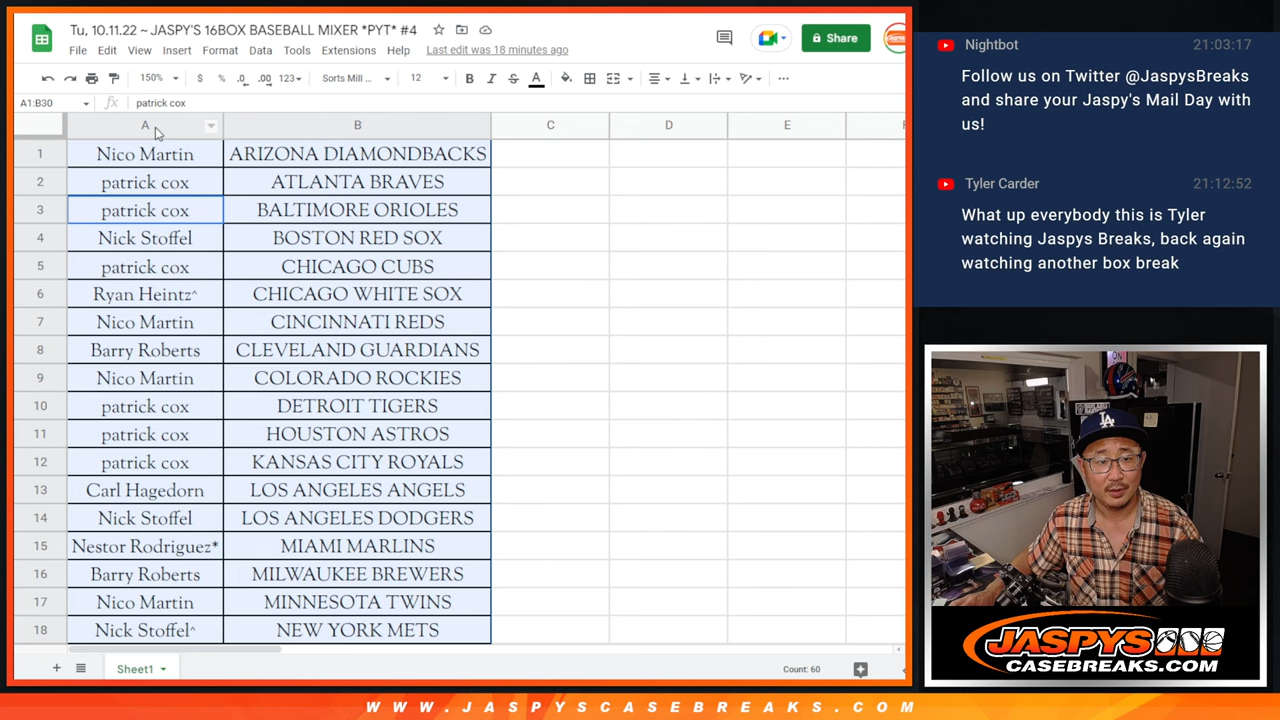 Tu, 10.11.22 ~ JASPY'S 16BOX BASEBALL MIXER *PYT* #4
File Edit View Insert Format Data Tools Extensions Help Last edit was 18 minutes ago
Share
150% $ % .0 .00 123 Sorts Mill ... 12 B I S A
A1:B30 fx patrick cox
A B C D E
1 Nico Martin ARIZONA DIAMONDBACKS
2 patrick cox ATLANTA BRAVES
3 patrick cox BALTIMORE ORIOLES
4 Nick Stoffel BOSTON RED SOX
5 patrick cox CHICAGO CUBS
6 Ryan Heintz^ CHICAGO WHITE SOX
7 Nico Martin CINCINNATI REDS
8 Barry Roberts CLEVELAND GUARDIANS
9 Nico Martin COLORADO ROCKIES
10 patrick cox DETROIT TIGERS
11 patrick cox HOUSTON ASTROS
12 patrick cox KANSAS CITY ROYALS
13 Carl Hagedorn LOS ANGELES ANGELS
14 Nick Stoffel LOS ANGELES DODGERS
15 Nestor Rodriguez* MIAMI MARLINS
16 Barry Roberts MILWAUKEE BREWERS
17 Nico Martin MINNESOTA TWINS
18 Nick Stoffel^ NEW YORK METS
Sheet1
Count: 60
Nightbot 21:03:17
Follow us on Twitter @JaspysBreaks
and share your Jaspy's Mail Day with
us!
Tyler Carder 21:12:52
What up everybody this is Tyler
watching Jaspys Breaks, back again
watching another box break
ON
LA
JASPYS
CASEBREAKS.COM
WWW.JASPYSCASEBREAKS.COM